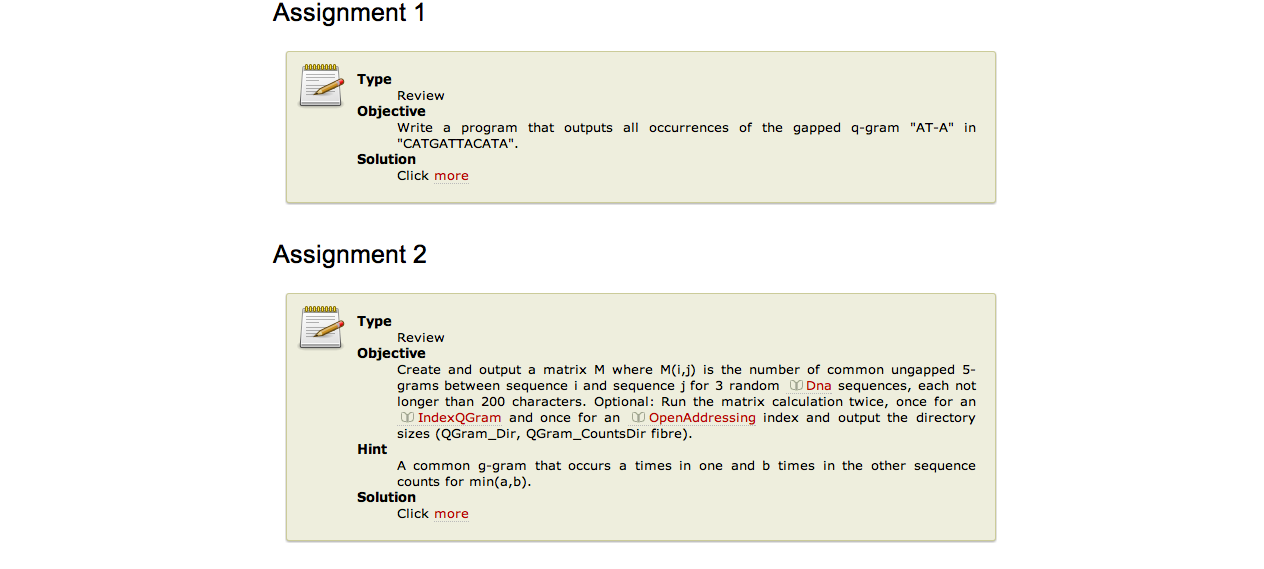 Assignment 1
Type
Review
Objective
Write a program that outputs all occurrences of the gapped q-gram "AT-A" in
"CATGATTACATA".
Solution
Click more
Assignment 2
Type
Review
Objective
Create and output a matrix M where M(i,j) is the number of common ungapped 5-
grams between sequence i and sequence j for 3 random Dna sequences, each not
longer than 200 characters. Optional: Run the matrix calculation twice, once for an
IndexQGram and once for an OpenAddressing index and output the directory
sizes (QGram_Dir, QGram_CountsDir fibre).
Hint
A common g-gram that occurs a times in one and b times in the other sequence
counts for min(a,b).
Solution
Click more